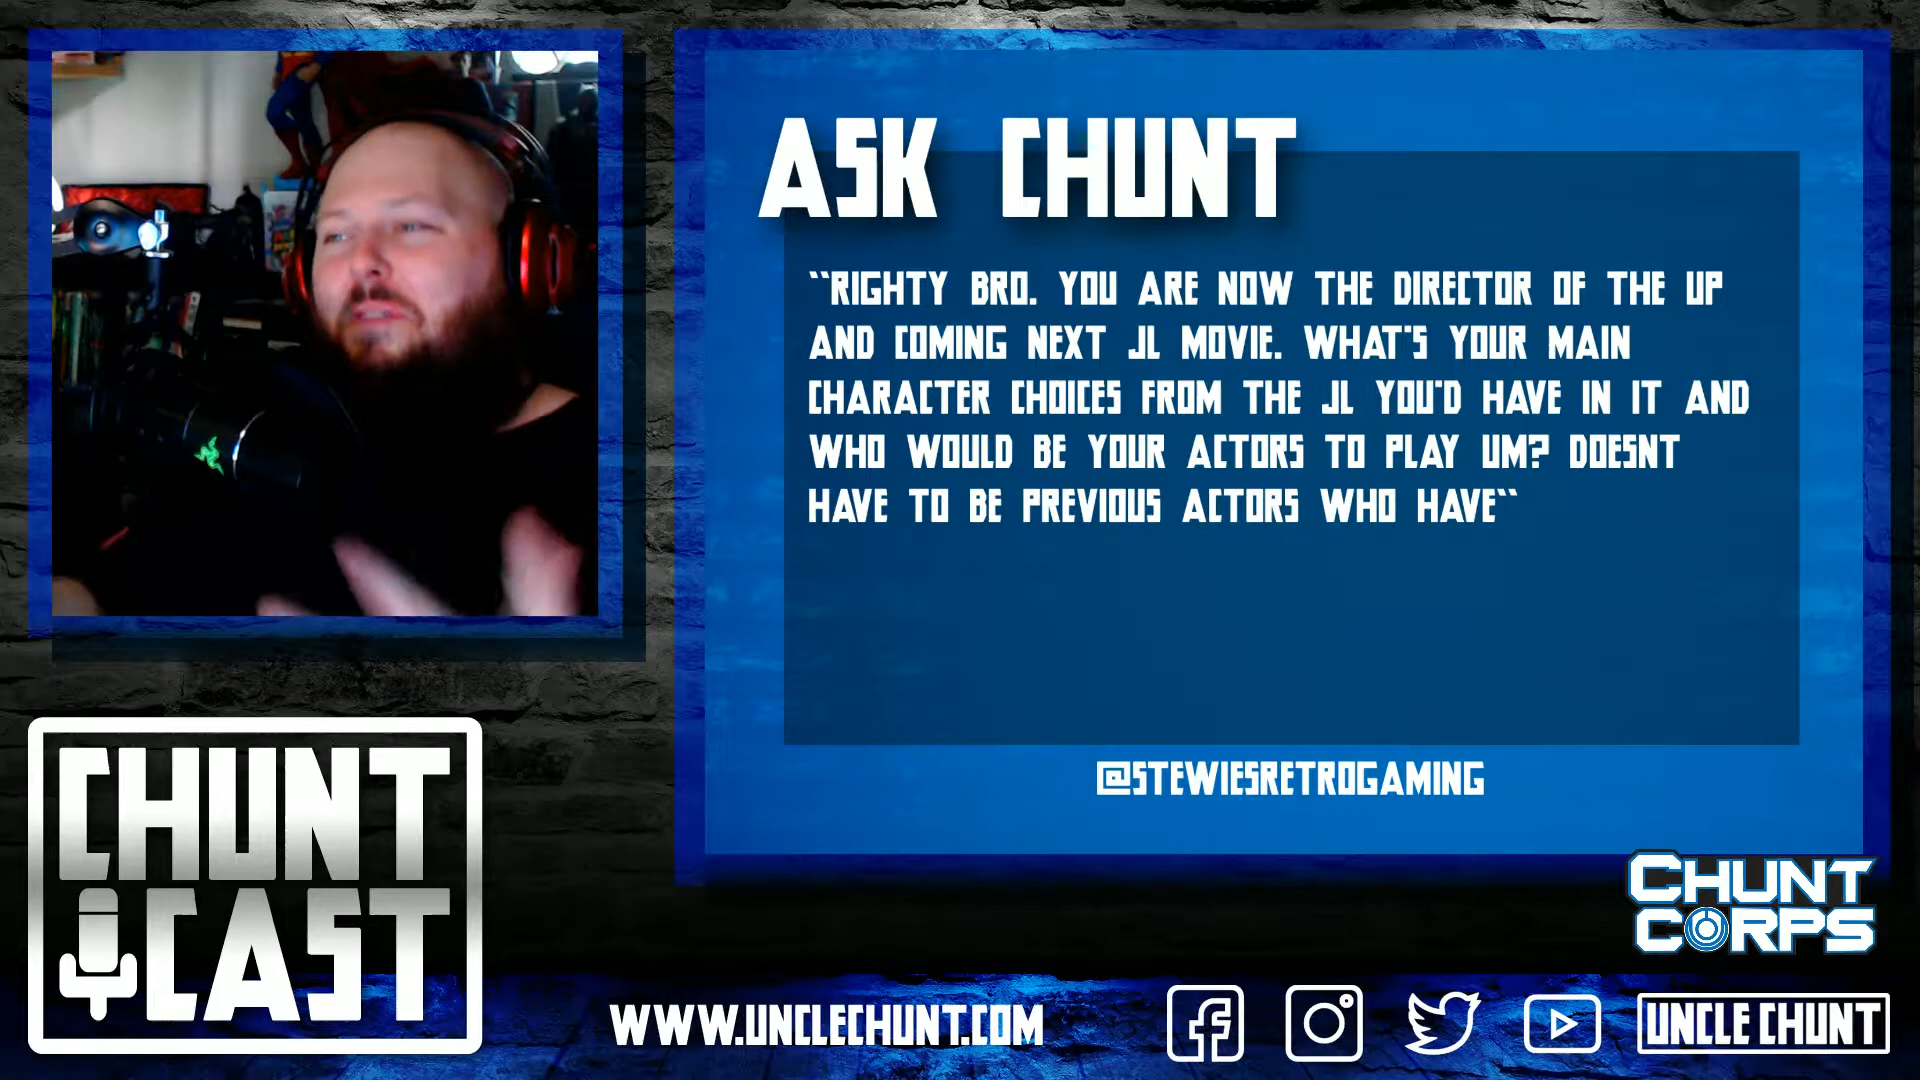 ASK CHUNT
``RIGHTY BRO. YOU ARE NOW THE DIRECTOR OF THE UP
AND COMING NEXT JL MOVIE. WHAT'S YOUR MAIN
CHARACTER CHOICES FROM THE JL YOU'D HAVE IN IT AND
WHO WOULD BE YOUR ACTORS TO PLAY UM? DOESNT
HAVE TO BE PREVIOUS ACTORS WHO HAVE``
@STEWIESRETROGAMING
CHUNT
CAST
CHUNT
CORPS
WWW.UNCLECHUNT.COM
UNCLE CHUNT